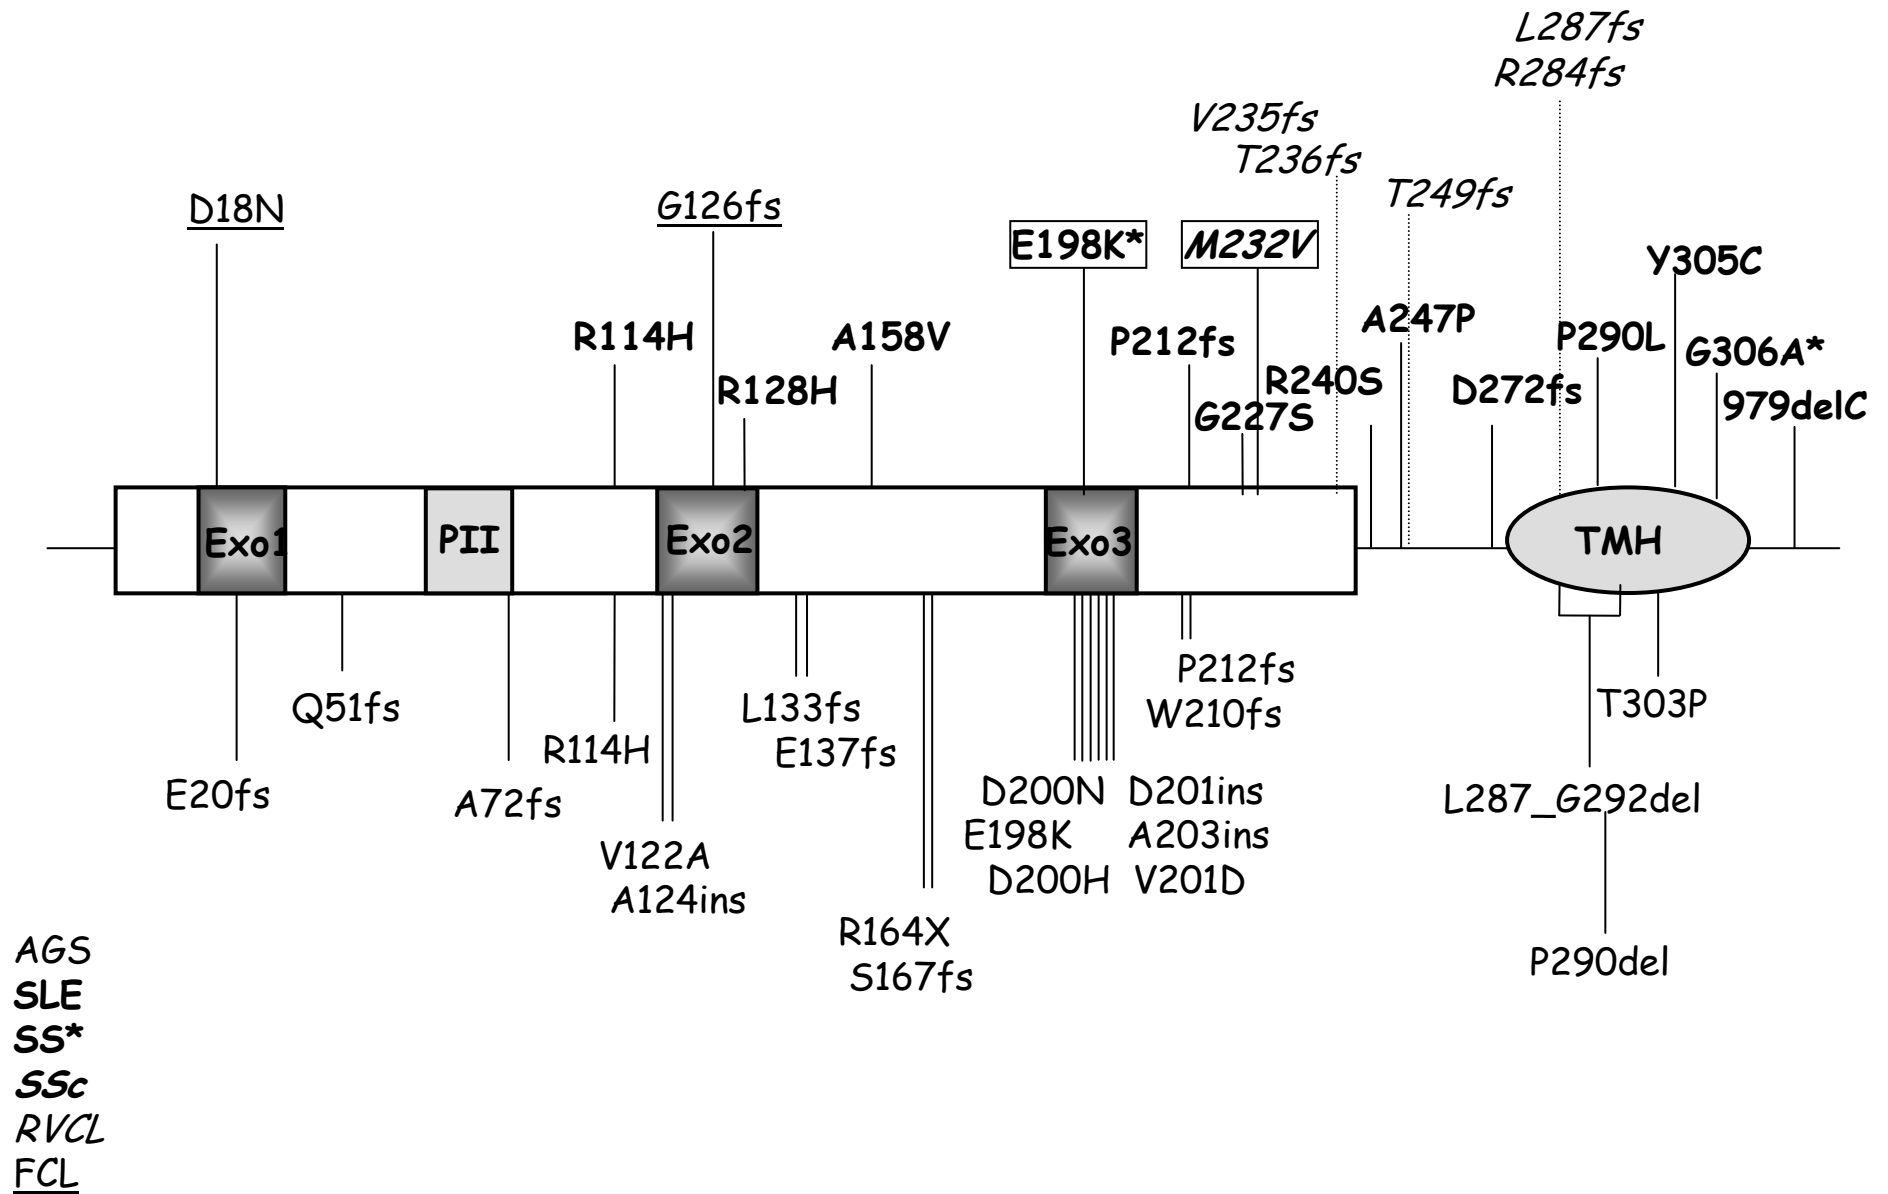 L287fs
R284fs
V235fs
T236fs
T249fs
D18N
G126fs
E198K*
M232V
Y305C
R114H
A158V
P212fs
A247P
P290L
G306A*
R128H
R240S
G227S
D272fs
979delC
Exo1
PII
Exo2
Exo3
TMH
Q51fs
L133fs
E137fs
P212fs
W210fs
T303P
E20fs
A72fs
R114H
D200N D201ins
E198K A203ins
D200H V201D
L287_G292del
V122A
A124ins
R164X
S167fs
P290del
AGS
SLE
SS*
SSc
RVCL
FCL